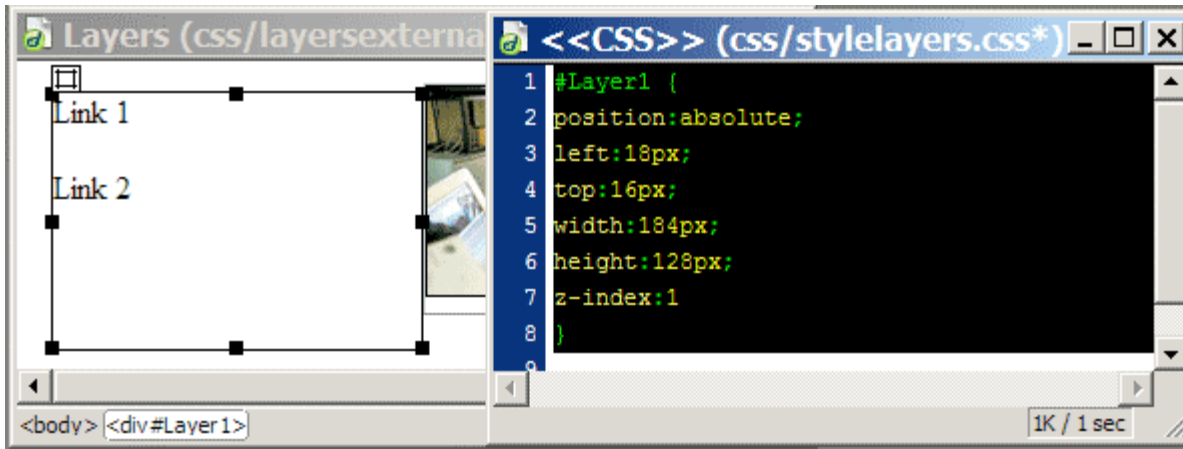 Layers (css/layersexterna
Link 1
Link 2
<body> <div#Layer1>
<<CSS>> (css/stylelayers.css*)
1 #Layer1 {
2 position:absolute;
3 left:18px;
4 top:16px;
5 width:184px;
6 height:128px;
7 z-index:1
8 }
9
1K / 1 sec